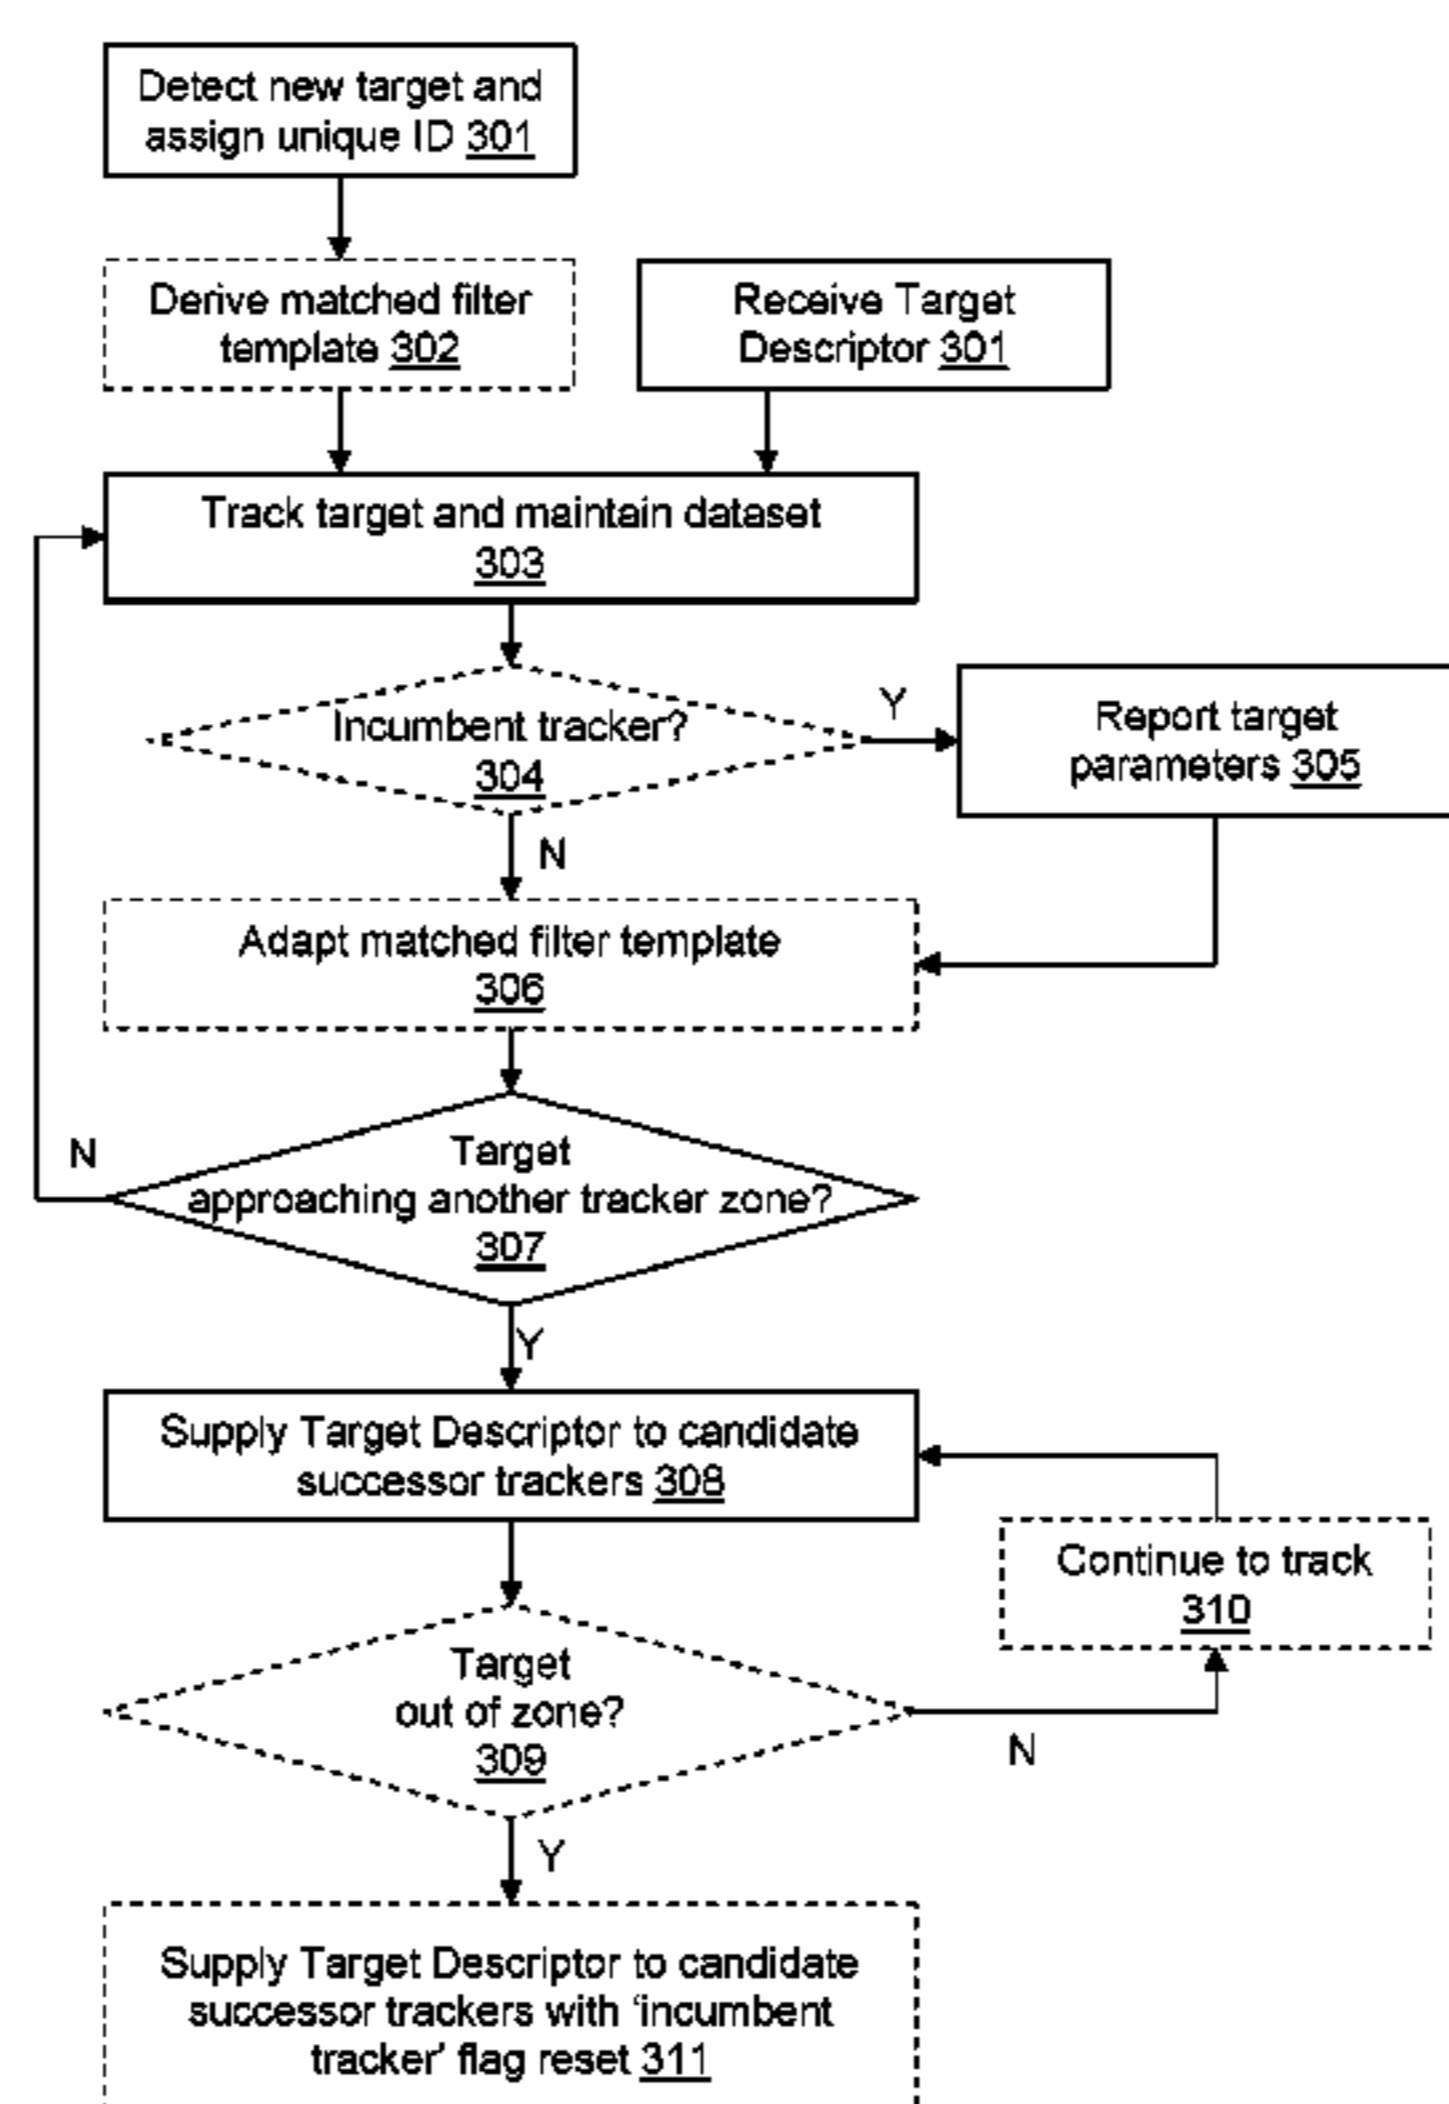 Detect new target and
assign unique ID 301
Derive matched filter
template 302
Receive Target
Descriptor 301
Track target and maintain dataset
303
Incumbent tracker?
304
Y
Report target
parameters 305
N
Adapt matched filter template
306
N
Target
approaching another tracker zone?
307
Y
Supply Target Descriptor to candidate
successor trackers 308
Continue to track
310
Target
out of zone?
309
N
Y
Supply Target Descriptor to candidate
successor trackers with ‘incumbent
tracker’ flag reset 311